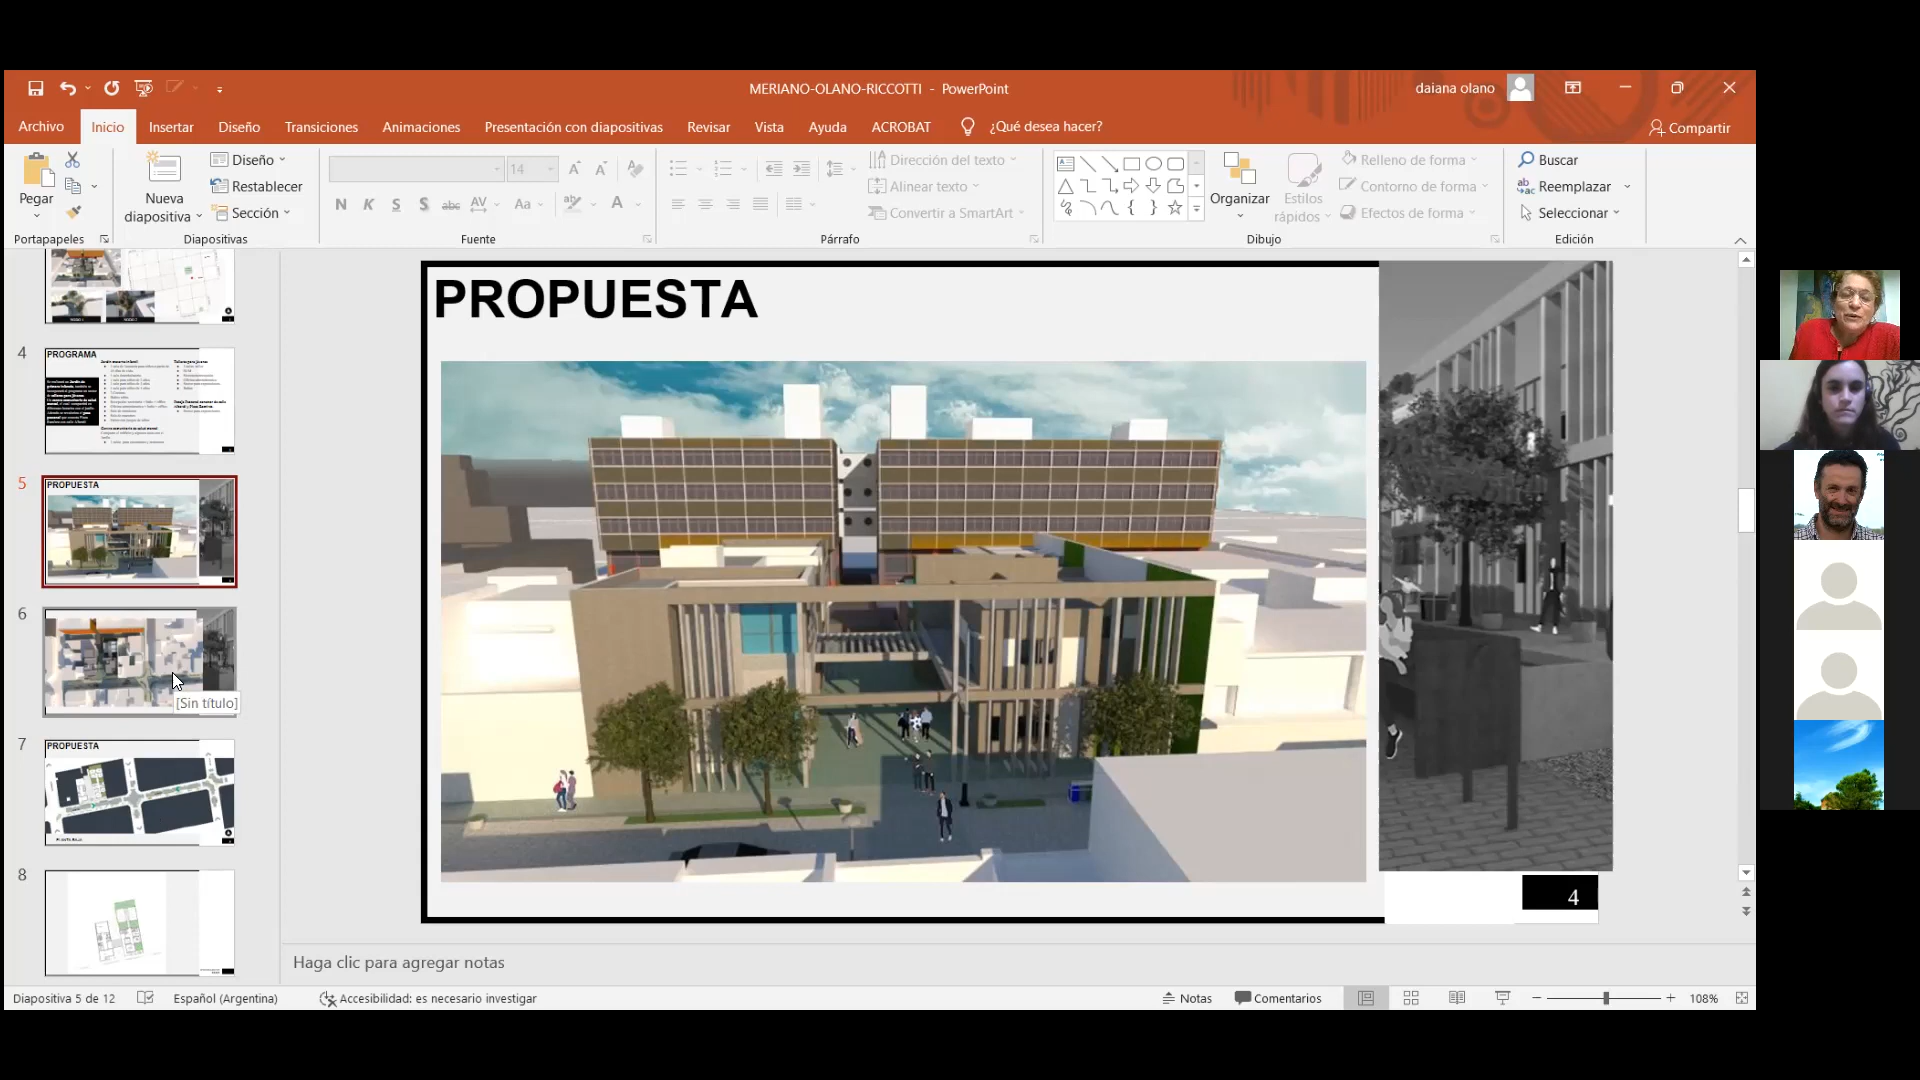 MERIANO-OLANO-RICCOTTI - PowerPoint
daiana olano
Archivo
Inicio
Insertar
Diseño
Transiciones
Animaciones
Presentación con diapositivas
Revisar
Vista
Ayuda
ACROBAT
¿Qué desea hacer?
Compartir
Pegar
Portapapeles
Nueva
diapositiva
Diseño
Restablecer
Sección
Diapositivas
14
N K S S abc AV Aa A
Fuente
Dirección del texto
Alinear texto
Convertir a SmartArt
Párrafo
Organizar
Estilos
rápidos
Relleno de forma
Contorno de forma
Efectos de forma
Dibujo
Buscar
Reemplazar
Seleccionar
Edición
4
PROGRAMA
5
PROPUESTA
6
[Sin título]
7
PROPUESTA
8
PROPUESTA
4
Haga clic para agregar notas
Diapositiva 5 de 12
Español (Argentina)
Accesibilidad: es necesario investigar
Notas
Comentarios
108%